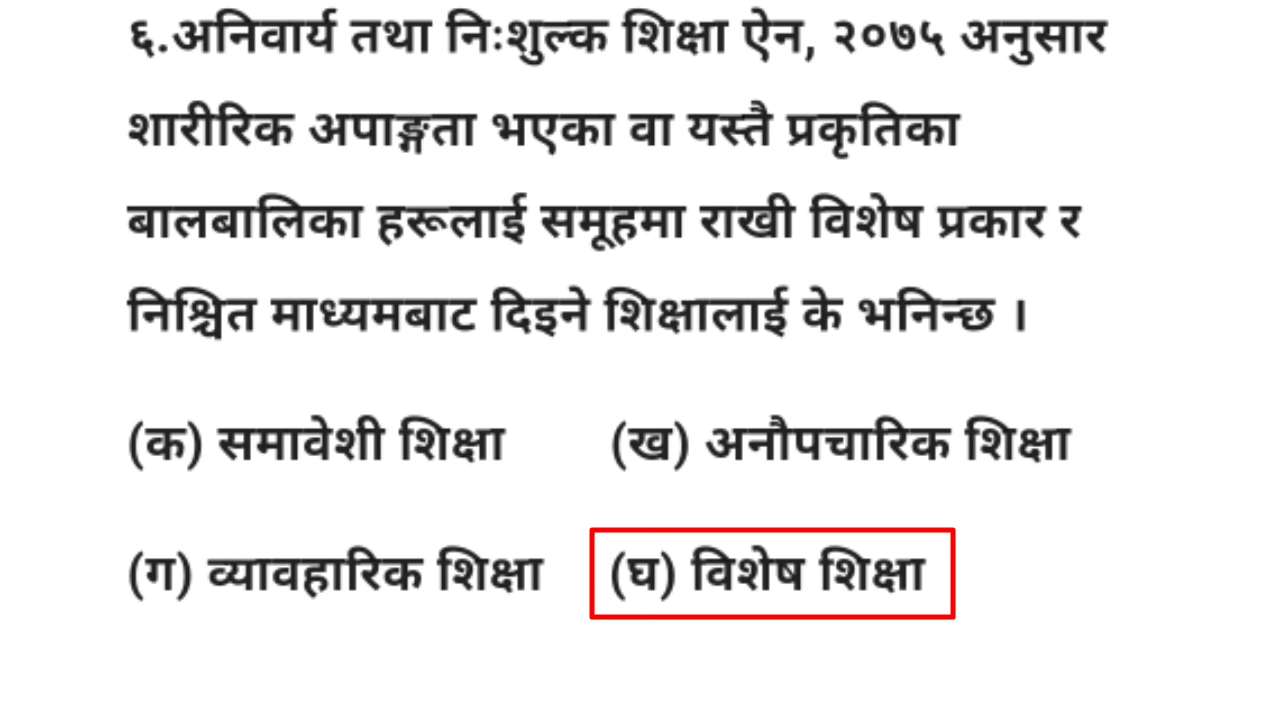 ६.अनिवार्य तथा निःशुल्क शिक्षा ऐन, २०७५ अनुसार
शारीरिक अपाङ्गता भएका वा यस्तै प्रकृतिका
बालबालिका हरूलाई समूहमा राखी विशेष प्रकार र
निश्चित माध्यमबाट दिइने शिक्षालाई के भनिन्छ ।
(क) समावेशी शिक्षा (ख) अनौपचारिक शिक्षा
(ग) व्यावहारिक शिक्षा (घ) विशेष शिक्षा